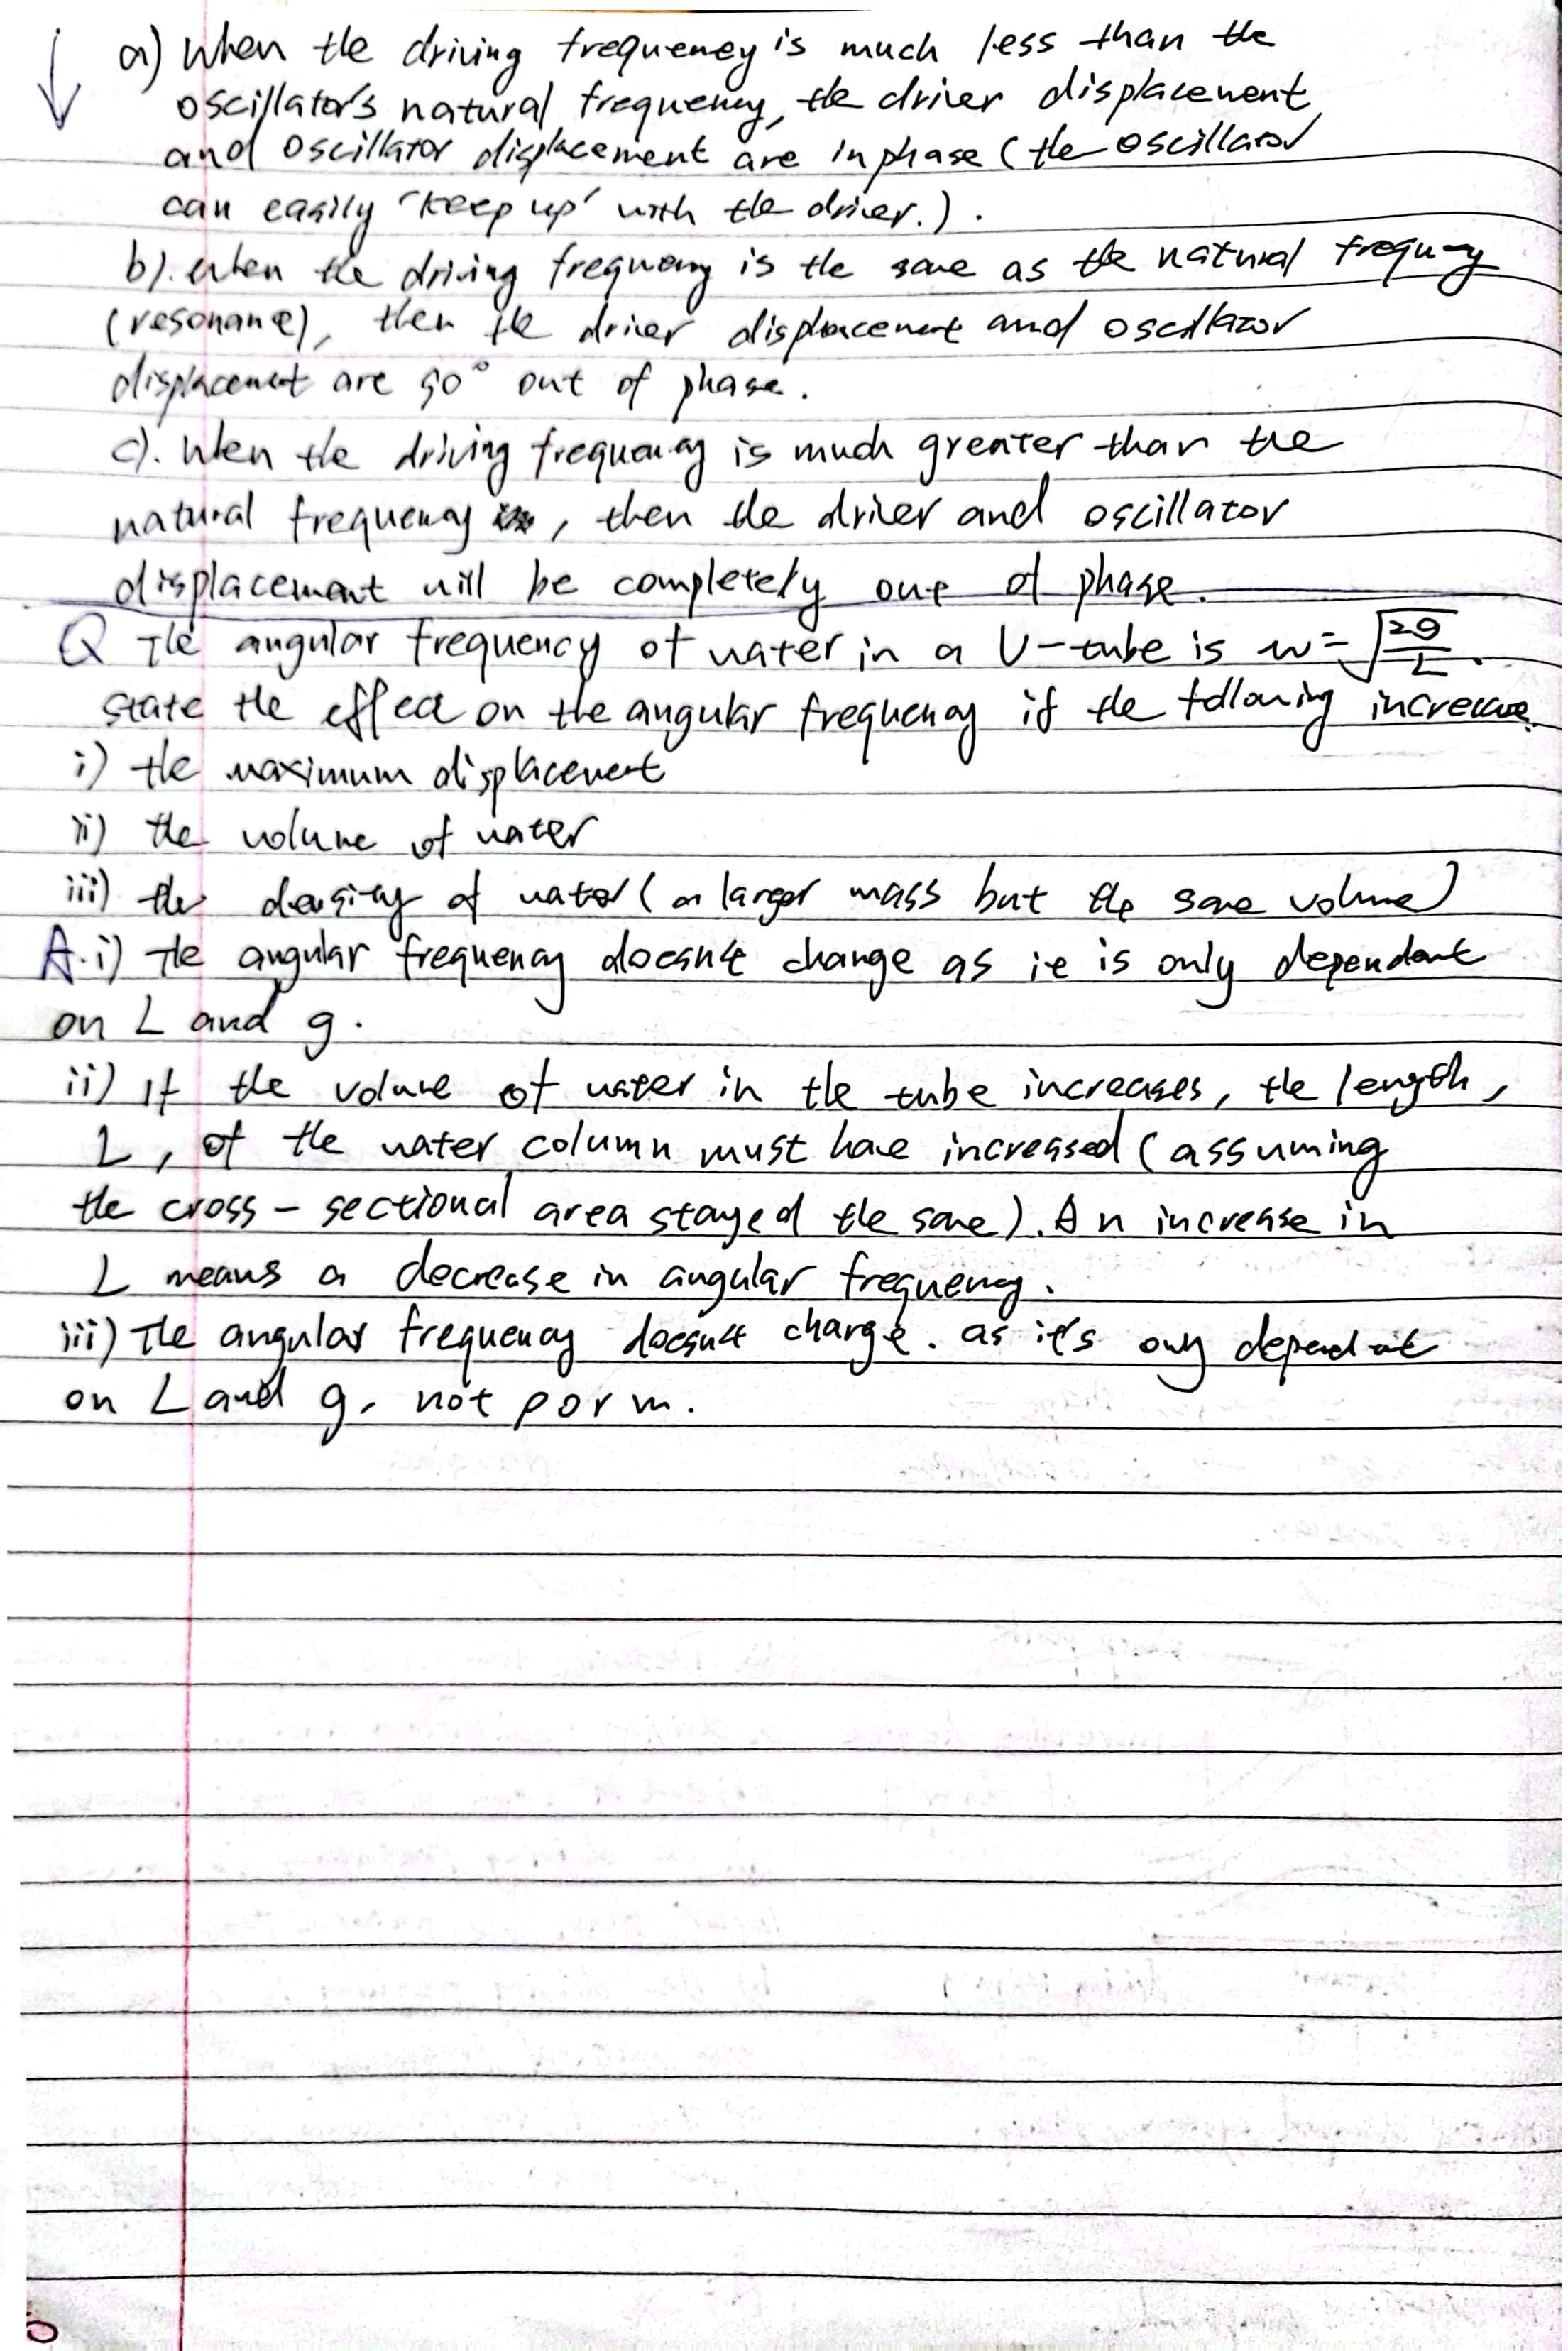 a) When the driving frequency is much less than the
oscillator's natural frequency, the driver displacement
and oscillator displacement are in phase (the oscillator
can easily 'keep up' with the driver.).
b). when the driving frequency is the same as the natural frequency
(resonance), then the driver displacement and oscillator
displacement are 90° out of phase.
c). When the driving frequency is much greater than the
natural frequency, then the driver and oscillator
displacement will be completely out of phase.
Q The angular frequency of water in a U-tube is w=√(2g/L).
state the effect on the angular frequency if the following increase.
i) the maximum displacement
ii) the volume of water
iii) the density of water (a larger mass but the same volume)
A. i) The angular frequency doesn't change as it is only dependent
on L and g.
ii) If the volume of water in the tube increases, the length,
L, of the water column must have increased (assuming
the cross-sectional area stayed the same). An increase in
L means a decrease in angular frequency.
iii) The angular frequency doesn't change. as it's only dependent
on L and g, not ρ or m.